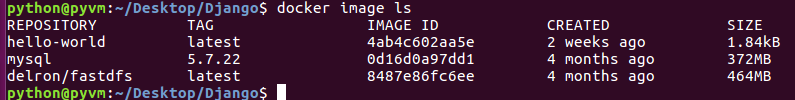 python@pyvm:~/Desktop/Django$ docker image ls
REPOSITORY TAG IMAGE ID CREATED SIZE
hello-world latest 4ab4c602aa5e 2 weeks ago 1.84kB
mysql 5.7.22 0d16d0a97dd1 4 months ago 372MB
delron/fastdfs latest 8487e86fc6ee 4 months ago 464MB
python@pyvm:~/Desktop/Django$